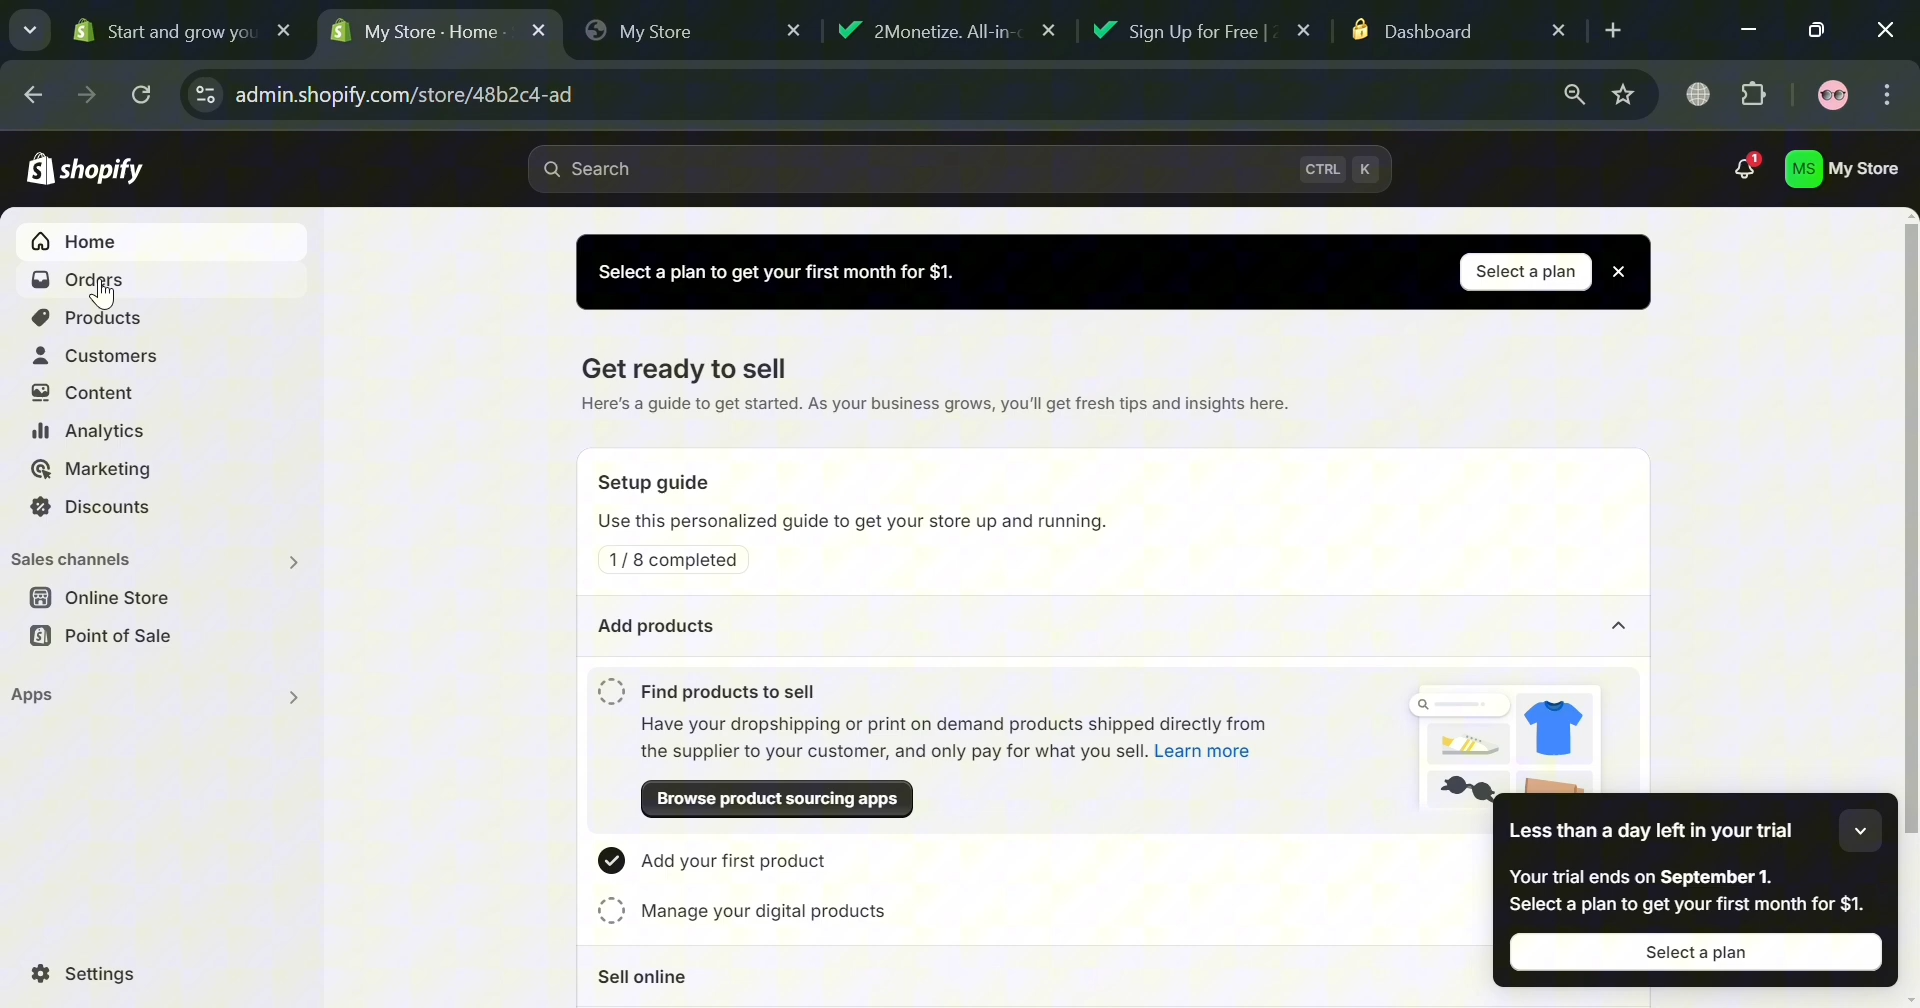 Start and grow you
My Store · Home ·
My Store
2Monetize. All-in-
Sign Up for Free |
Dashboard
admin.shopify.com/store/48b2c4-ad
shopify
Search
CTRL K
1
MS My Store
Home
Orders
Products
Customers
Content
Analytics
Marketing
Discounts
Sales channels
Online Store
Point of Sale
Apps
Settings
Select a plan to get your first month for $1.
Select a plan
Get ready to sell
Here's a guide to get started. As your business grows, you'll get fresh tips and insights here.
Setup guide
Use this personalized guide to get your store up and running.
1 / 8 completed
Add products
Find products to sell
Have your dropshipping or print on demand products shipped directly from
the supplier to your customer, and only pay for what you sell. Learn more
Browse product sourcing apps
Add your first product
Manage your digital products
Sell online
Less than a day left in your trial
Your trial ends on September 1.
Select a plan to get your first month for $1.
Select a plan